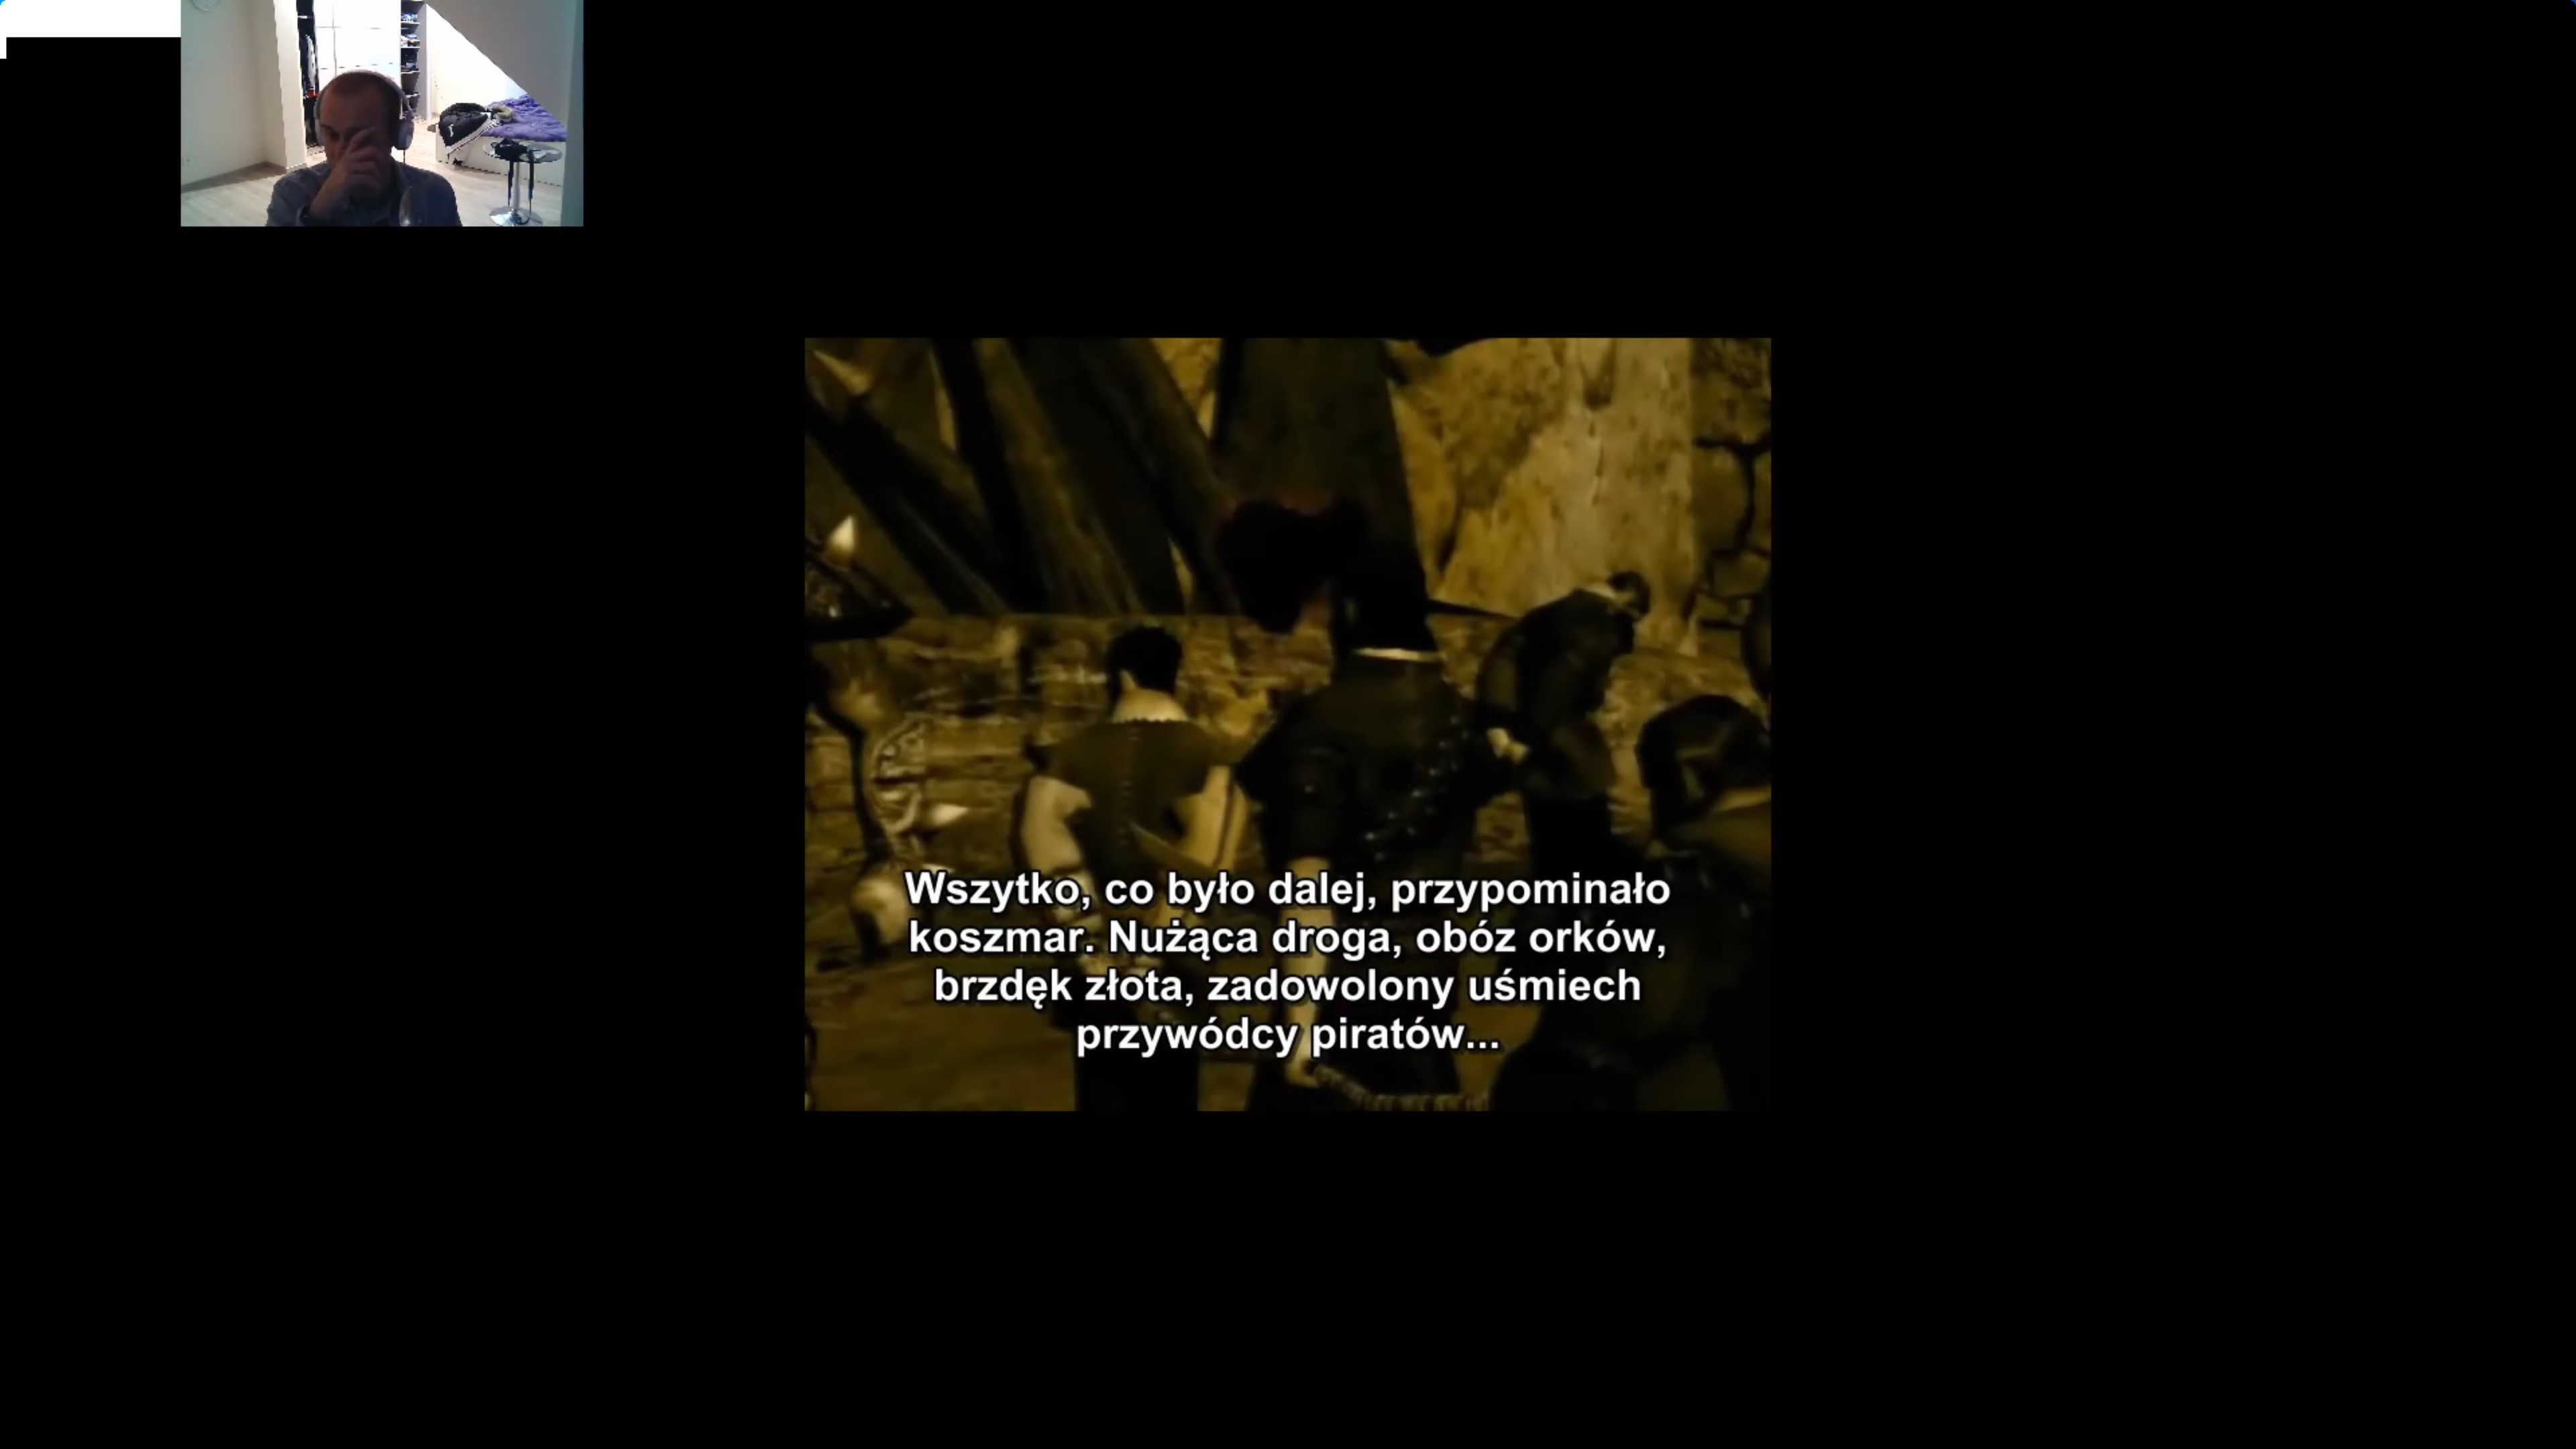 Wszytko, co było dalej, przypominało
koszmar. Nużąca droga, obóz orków,
brzdęk złota, zadowolony uśmiech
przywódcy piratów...